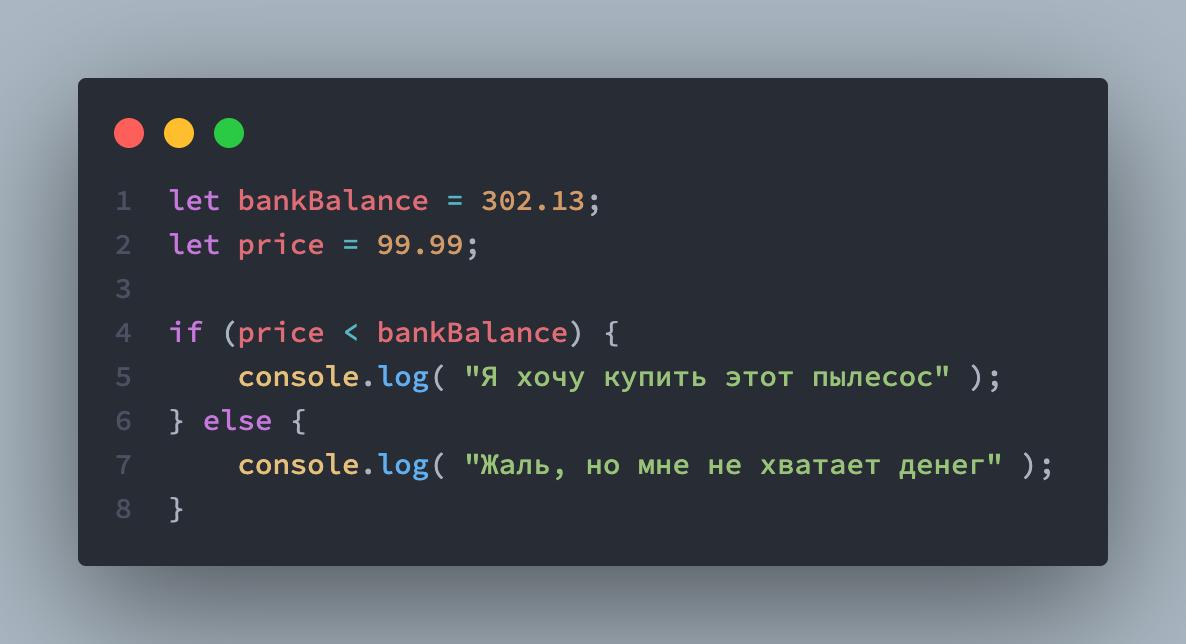 1 let bankBalance = 302.13;
2 let price = 99.99;
3
4 if (price < bankBalance) {
5     console.log( "Я хочу купить этот пылесос" );
6 } else {
7     console.log( "Жаль, но мне не хватает денег" );
8 }